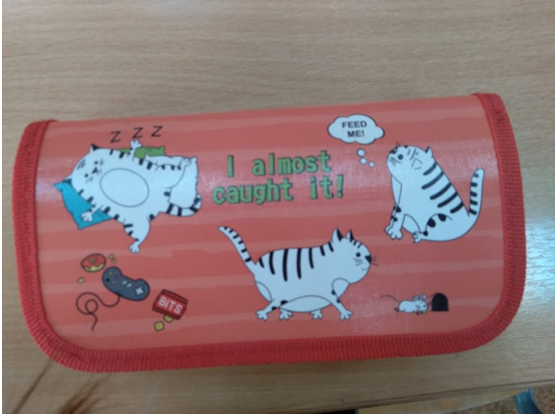 Z Z Z
I almost
caught it!
FEED
ME!
BITS